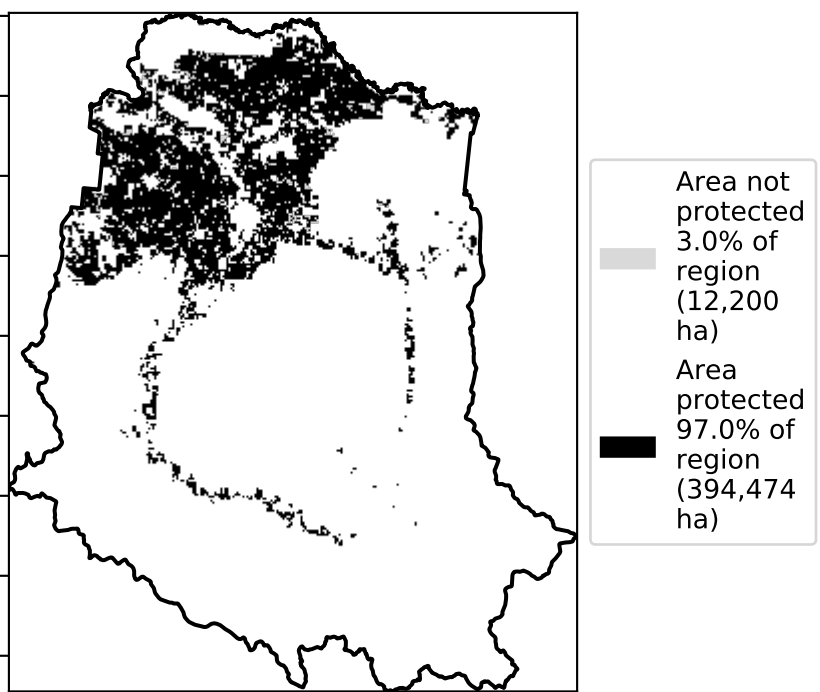 Area not
protected
3.0% of
region
(12,200
ha)
Area
protected
97.0% of
region
(394,474
ha)